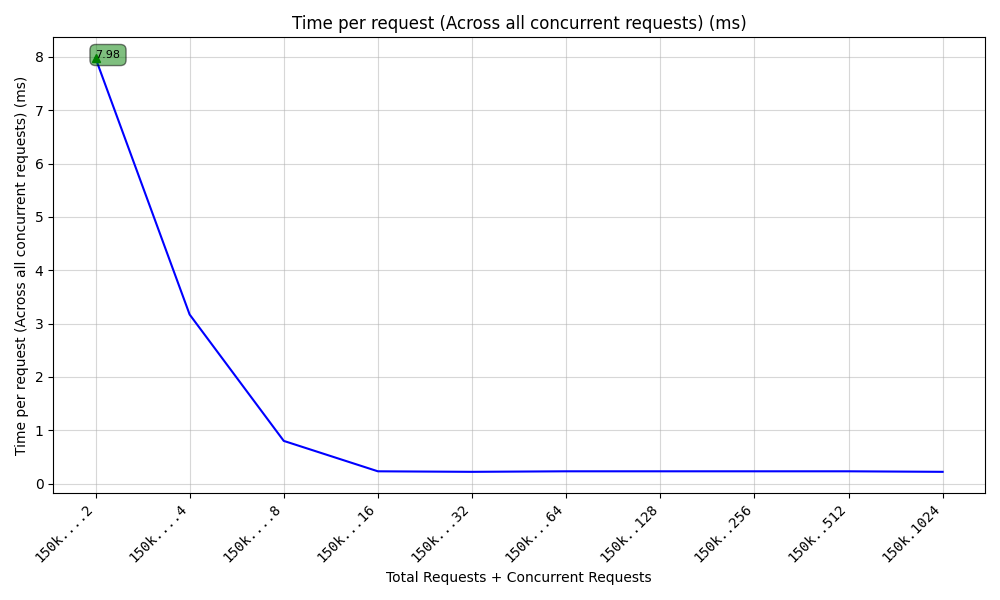 Time per request (Across all concurrent requests) (ms)
7.98
8
7
6
5
4
3
2
1
0
Time per request (Across all concurrent requests) (ms)
150k....2
150k....4
150k....8
150k...16
150k...32
150k...64
150k..128
150k..256
150k..512
150k.1024
Total Requests + Concurrent Requests